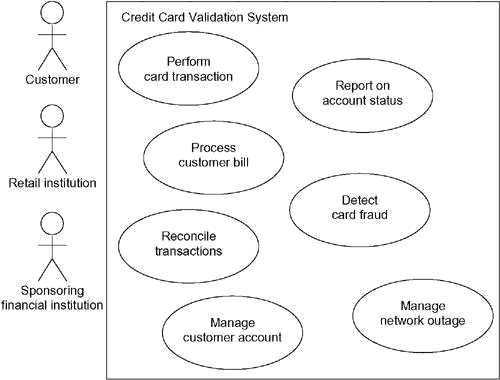 Credit Card Validation System
Customer
Perform
card transaction
Report on
account status
Retail institution
Process
customer bill
Detect
card fraud
Sponsoring
financial institution
Reconcile
transactions
Manage
customer account
Manage
network outage